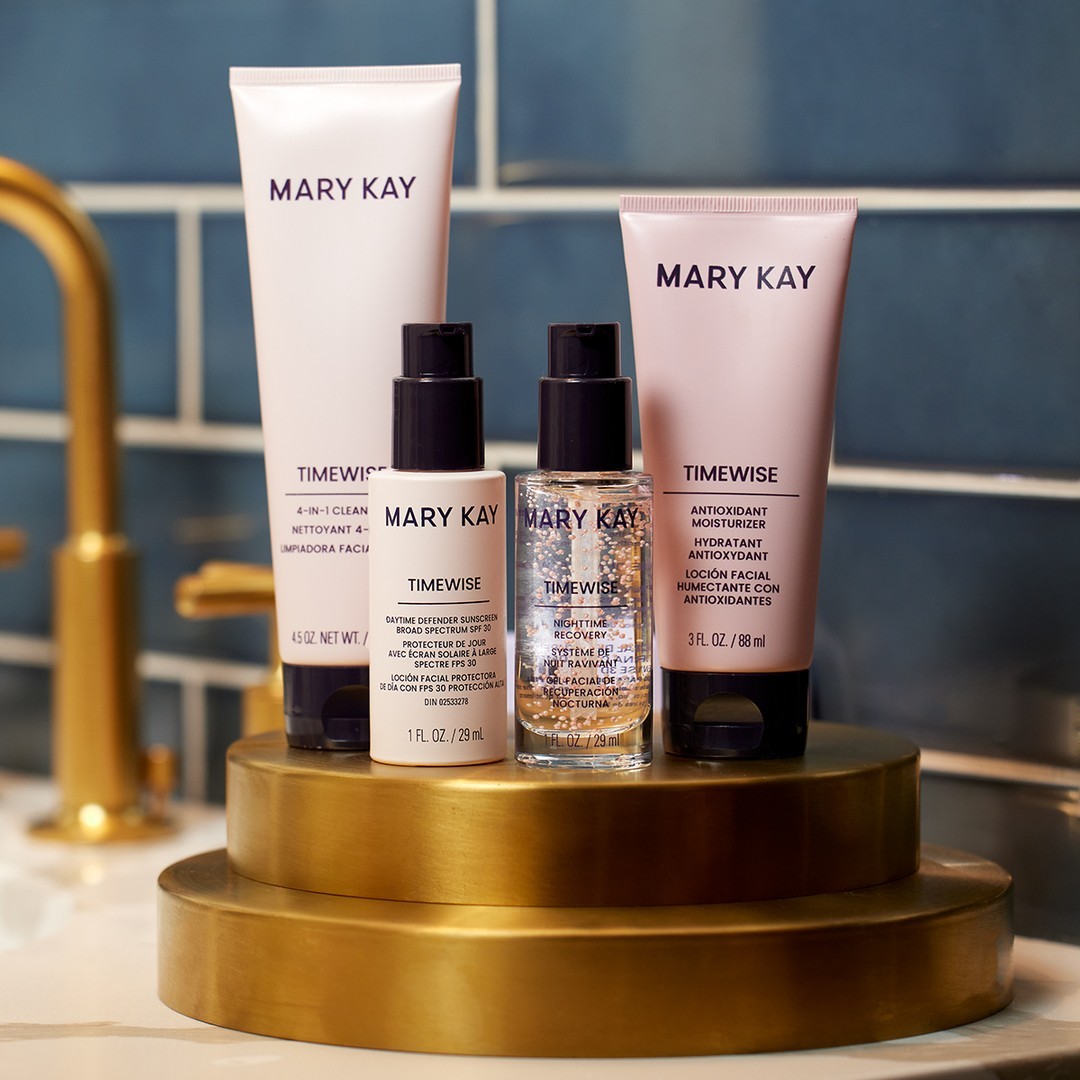 MARY KAY
TIMEWISE
4-IN-1 CLEAN
NETTOYANT 4-
LIMPIADORA FACIA
4.5 OZ. NET WT. /
MARY KAY
TIMEWISE
DAYTIME DEFENDER SUNSCREEN
BROAD SPECTRUM SPF 30
PROTECTEUR DE JOUR
AVEC ÉCRAN SOLAIRE À LARGE
SPECTRE FPS 30
LOCIÓN FACIAL PROTECTORA
DE DÍA CON FPS 30 PROTECCIÓN ALTA
DIN 02533278
1 FL. OZ. / 29 mL
MARY KAY
TIMEWISE
NIGHTTIME
RECOVERY
SYSTÈME DE
NUIT RAVIVANT
GEL FACIAL DE
RECUPERACIÓN
NOCTURNA
1 FL. OZ. / 29 ml
MARY KAY
TIMEWISE
ANTIOXIDANT
MOISTURIZER
HYDRATANT
ANTIOXYDANT
LOCIÓN FACIAL
HUMECTANTE CON
ANTIOXIDANTES
3 FL. OZ. / 88 ml